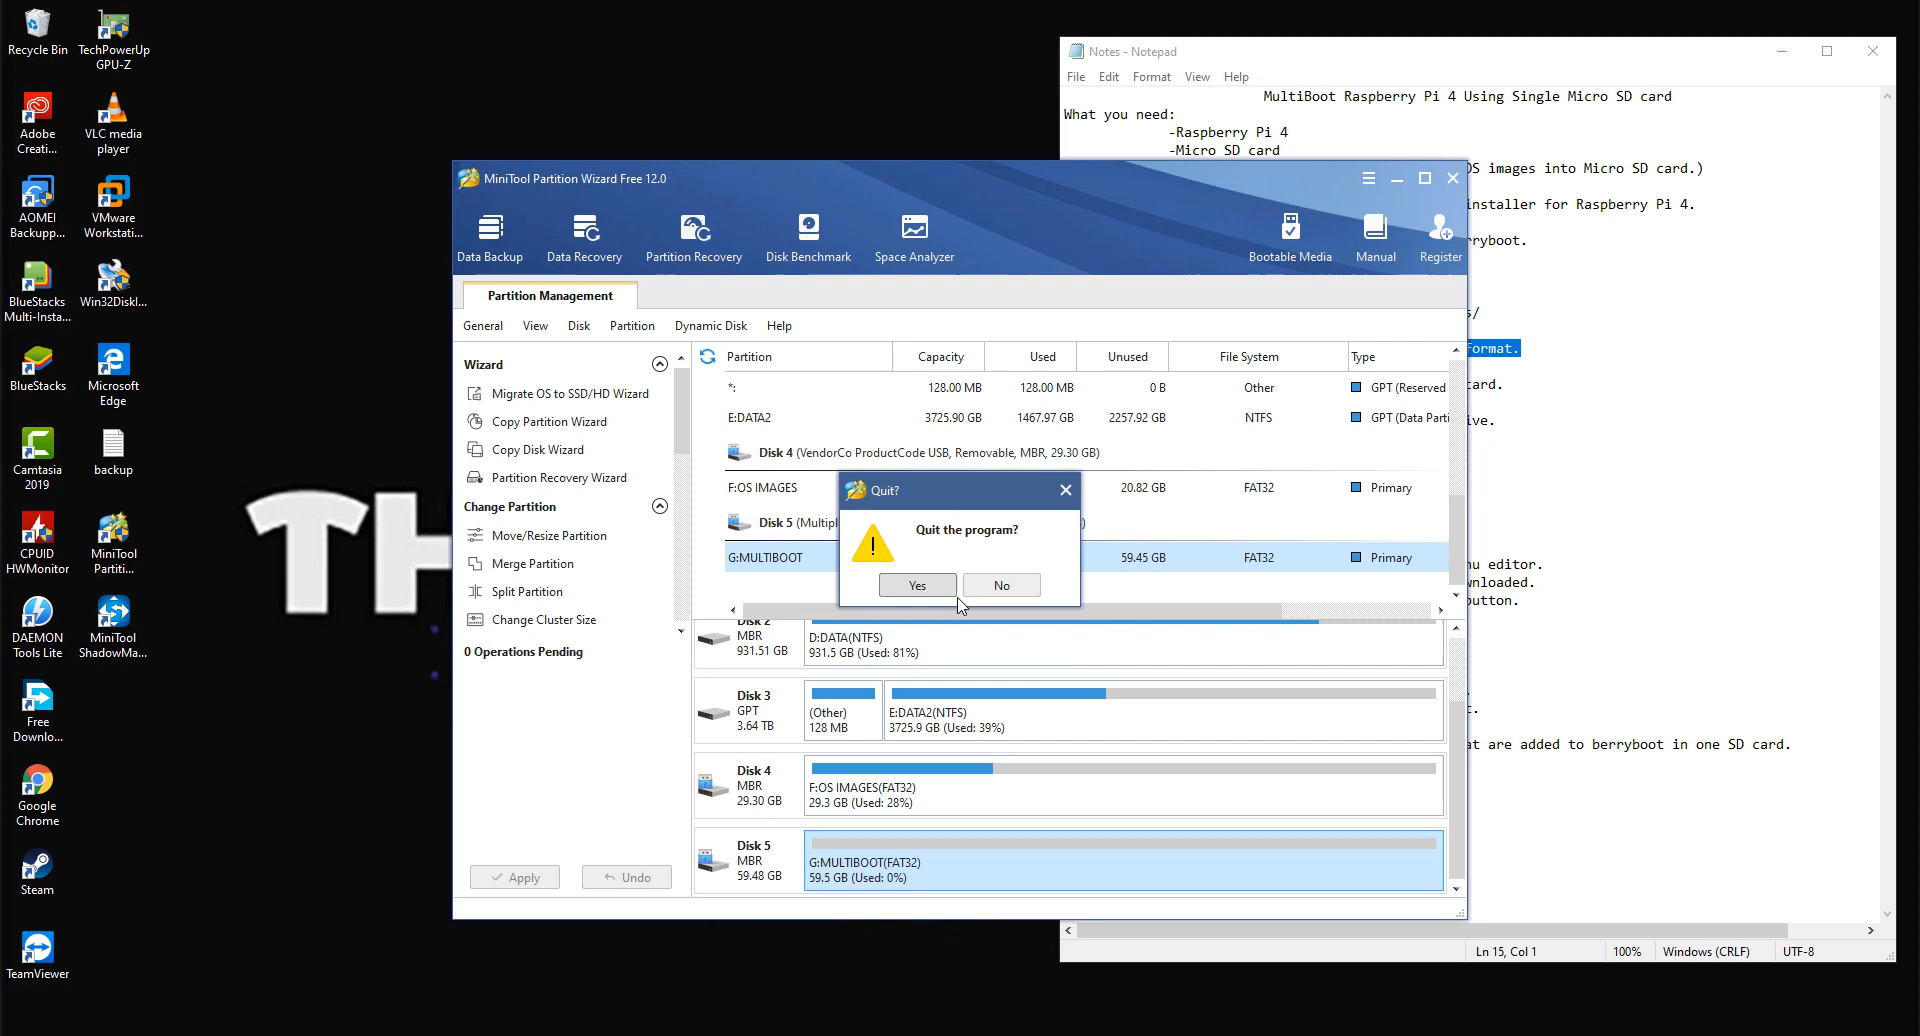 Recycle Bin
TechPowerUp
GPU-Z
Adobe
Creati...
VLC media
player
AOMEI
Backupp...
VMware
Workstati...
BlueStacks
Multi-Insta...
Win32DiskI...
BlueStacks
Microsoft
Edge
Camtasia
2019
backup
CPUID
HWMonitor
MiniTool
Partiti...
DAEMON
Tools Lite
MiniTool
ShadowMa...
Free
Downlo...
Google
Chrome
Steam
TeamViewer
TH
Notes - Notepad
File Edit Format View Help
MultiBoot Raspberry Pi 4 Using Single Micro SD card
What you need:
-Raspberry Pi 4
-Micro SD card
OS images into Micro SD card.)
installer for Raspberry Pi 4.
rryboot.
s/
format.
card.
ive.
nu editor.
wnloaded.
button.
t.
at are added to berryboot in one SD card.
Ln 15, Col 1 100% Windows (CRLF) UTF-8
MiniTool Partition Wizard Free 12.0
Data Backup Data Recovery Partition Recovery Disk Benchmark Space Analyzer Bootable Media Manual Register
Partition Management
General View Disk Partition Dynamic Disk Help
Wizard
Migrate OS to SSD/HD Wizard
Copy Partition Wizard
Copy Disk Wizard
Partition Recovery Wizard
Change Partition
Move/Resize Partition
Merge Partition
Split Partition
Change Cluster Size
0 Operations Pending
Apply Undo
Partition Capacity Used Unused File System Type
*: 128.00 MB 128.00 MB 0 B Other GPT (Reserved
E:DATA2 3725.90 GB 1467.97 GB 2257.92 GB NTFS GPT (Data Parti
Disk 4 (VendorCo ProductCode USB, Removable, MBR, 29.30 GB)
F:OS IMAGES 20.82 GB FAT32 Primary
Disk 5 (Multipl )
G:MULTIBOOT 59.45 GB FAT32 Primary
Quit?
Quit the program?
Yes No
Disk 2
MBR
931.51 GB
D:DATA(NTFS)
931.5 GB (Used: 81%)
Disk 3
GPT
3.64 TB
(Other)
128 MB
E:DATA2(NTFS)
3725.9 GB (Used: 39%)
Disk 4
MBR
29.30 GB
F:OS IMAGES(FAT32)
29.3 GB (Used: 28%)
Disk 5
MBR
59.48 GB
G:MULTIBOOT(FAT32)
59.5 GB (Used: 0%)